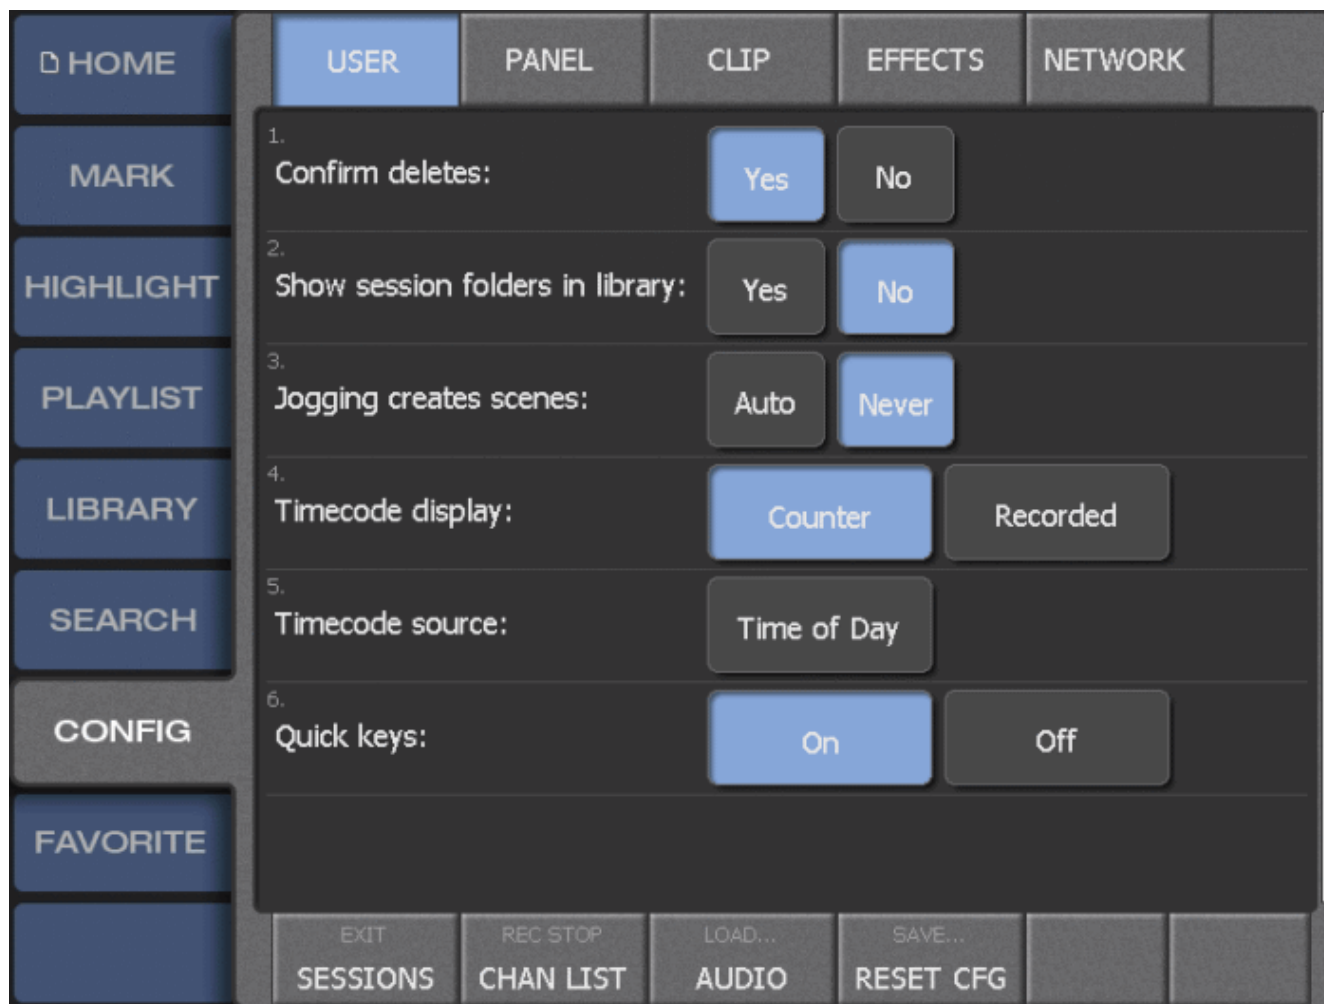 HOME
USER PANEL CLIP EFFECTS NETWORK
MARK
HIGHLIGHT
PLAYLIST
LIBRARY
SEARCH
CONFIG
FAVORITE
1.
Confirm deletes: Yes No
2.
Show session folders in library: Yes No
3.
Jogging creates scenes: Auto Never
4.
Timecode display: Counter Recorded
5.
Timecode source: Time of Day
6.
Quick keys: On Off
EXIT REC STOP LOAD... SAVE...
SESSIONS CHAN LIST AUDIO RESET CFG